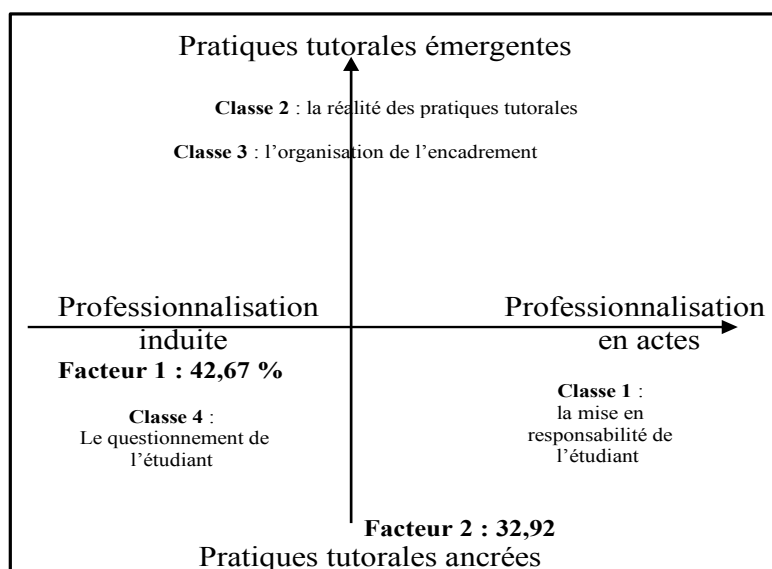 Pratiques tutorales émergentes
Classe 2 : la réalité des pratiques tutorales
Classe 3 : l’organisation de l’encadrement
Professionnalisation
induite
Professionnalisation
en actes
Facteur 1 : 42,67 %
Classe 4 :
Le questionnement de
l’étudiant
Classe 1 :
la mise en
responsabilité de
l’étudiant
Facteur 2 : 32,92
Pratiques tutorales ancrées